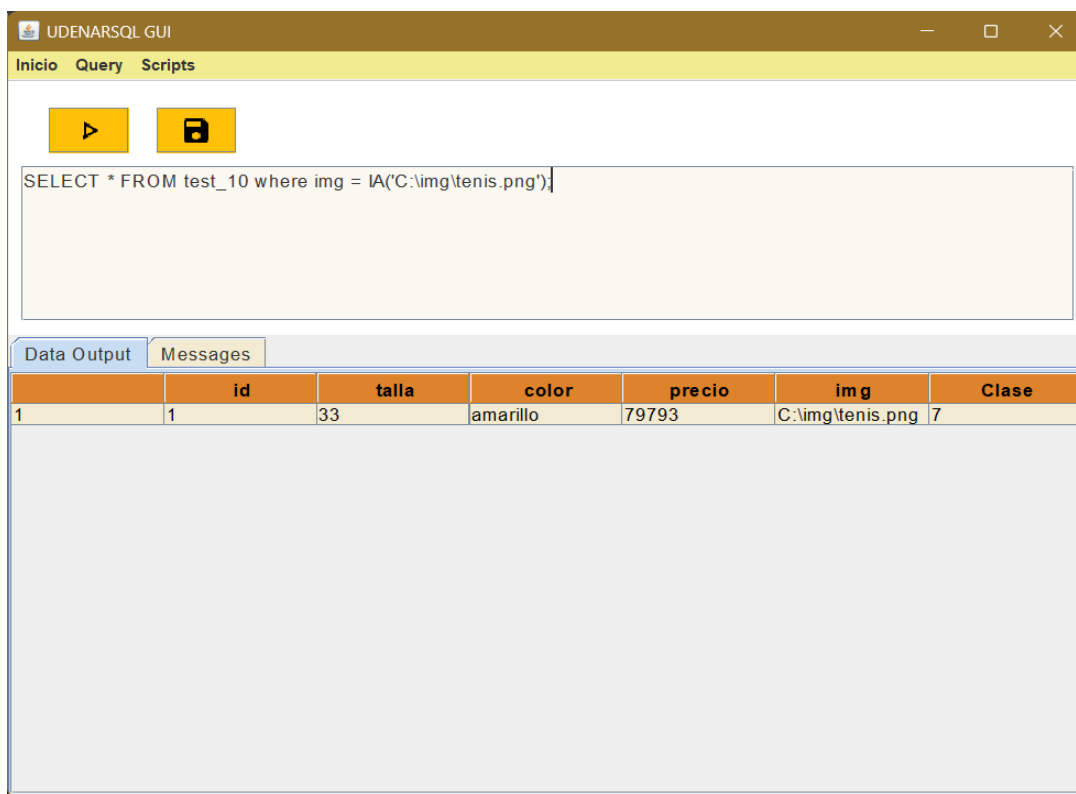 UDENARSQL GUI
Inicio Query Scripts
SELECT * FROM test_10 where img = IA('C:\img\tenis.png');
Data Output Messages
id talla color precio img Clase
1 1 33 amarillo 79793 C:\img\tenis.png 7